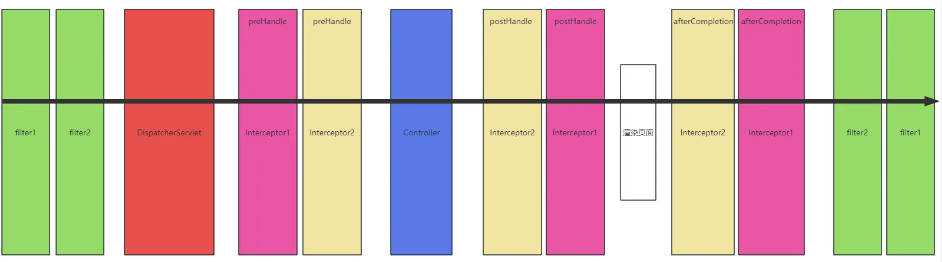 preHandle
preHandle
postHandle
postHandle
afterCompletion
afterCompletion
filter1
filter2
DispatcherServlet
Interceptor1
Interceptor2
Controller
Interceptor2
Interceptor1
渲染页面
Interceptor2
Interceptor1
filter2
filter1